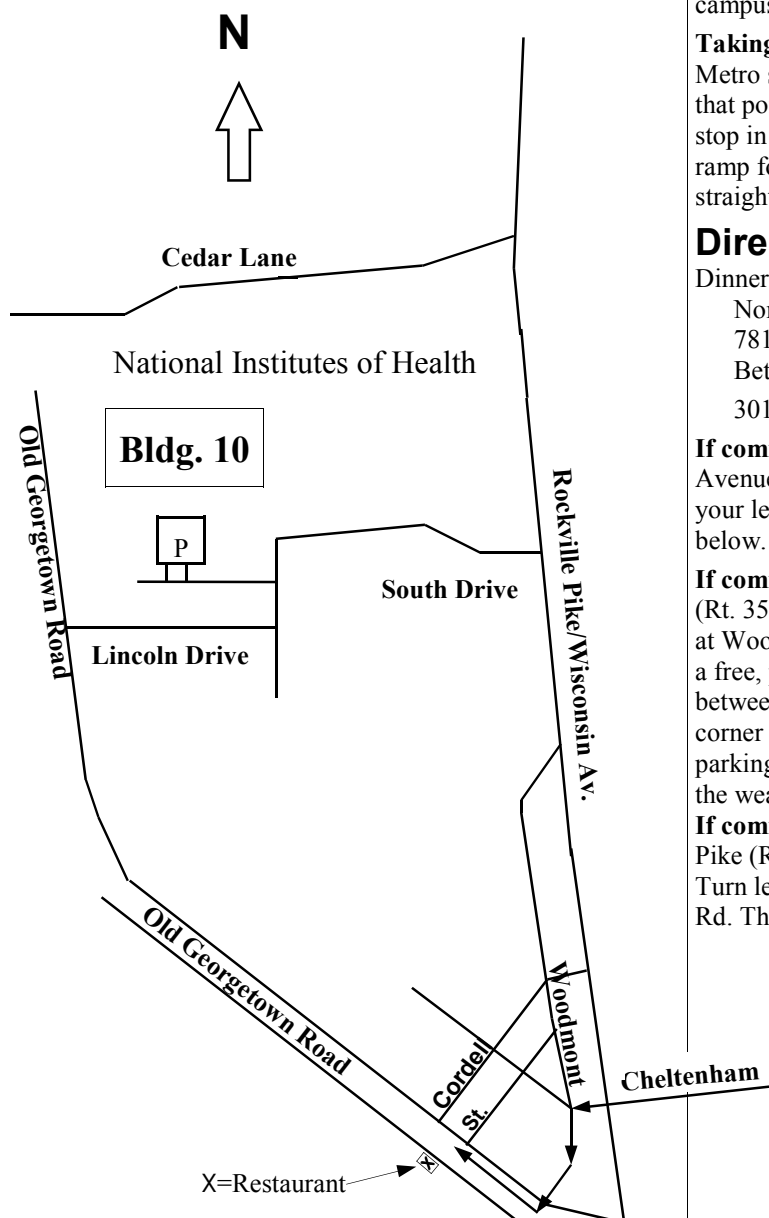 N
Cedar Lane
National Institutes of Health
Bldg. 10
Old Georgetown Road
P
South Drive
Lincoln Drive
Rockville Pike/Wisconsin Av.
Old Georgetown Road
Woodmont
Cordell
St.
Cheltenham
X
X=Restaurant
campus
Taking
Metro s
that po
stop in
ramp fo
straigh
Dire
Dinner
Nor
781
Bet
301
If com
Avenue
your le
below.
If com
(Rt. 35
at Woo
a free,
betwee
corner
parking
the wea
If com
Pike (R
Turn le
Rd. Th